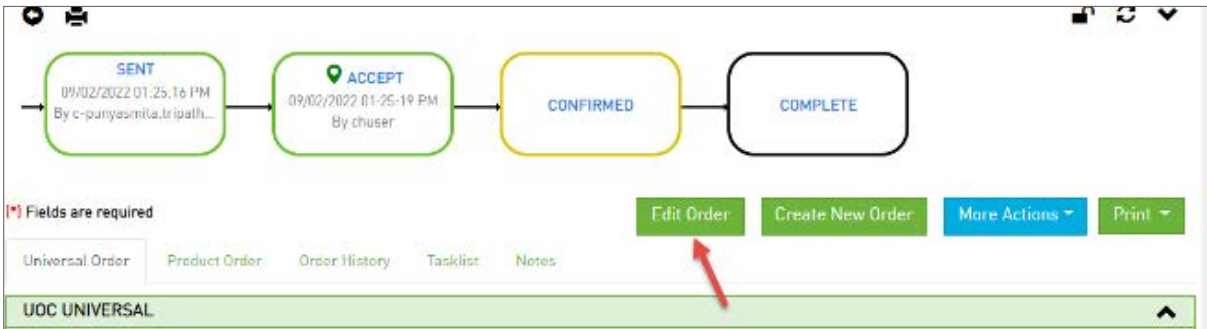 SENT
09/02/2022 01:25:16 PM
By c-punyasmita.tripath...
ACCEPT
09/02/2022 01-25-19 PM
By chuser
CONFIRMED
COMPLETE
(*) Fields are required
Edit Order
Create New Order
More Actions
Print
Universal Order
Product Order
Order History
Tasklist
Notes
UOC UNIVERSAL